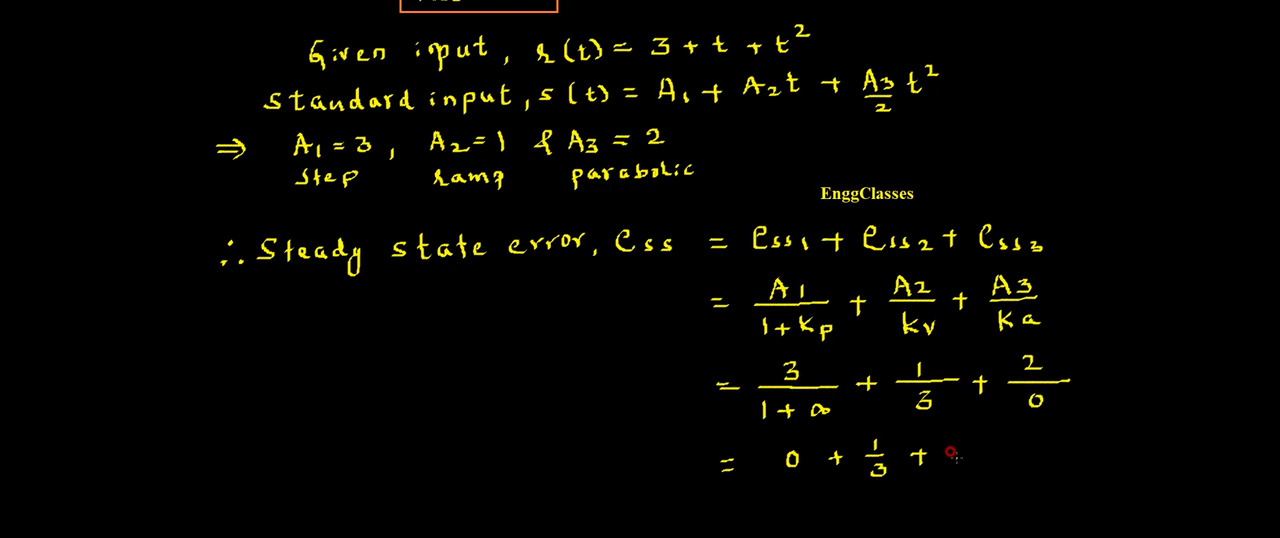 Given input, r(t) = 3 + t + t²
standard input, s(t) = A₁ + A₂t + A₃/2 t²
⇒ A₁ = 3, A₂ = 1 & A₃ = 2
step ramp parabolic
EnggClasses
∴ Steady state error, ess = ess₁ + ess₂ + ess₃
= A₁/(1+Kp) + A₂/Kv + A₃/Ka
= 3/(1+∞) + 1/3 + 2/0
= 0 + 1/3 +